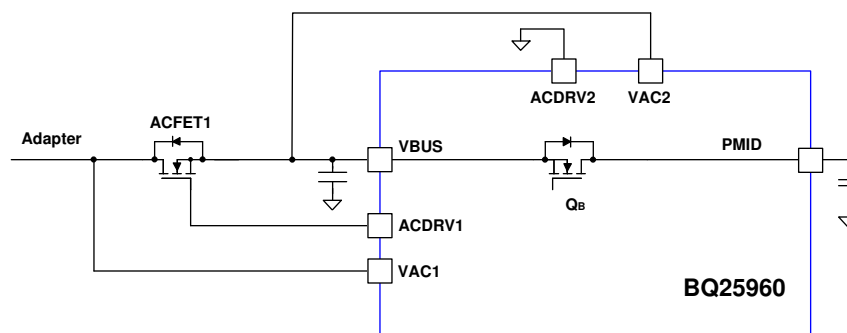 ACDRV2
VAC2
Adapter
ACFET1
VBUS
PMID
QB
ACDRV1
VAC1
BQ25960